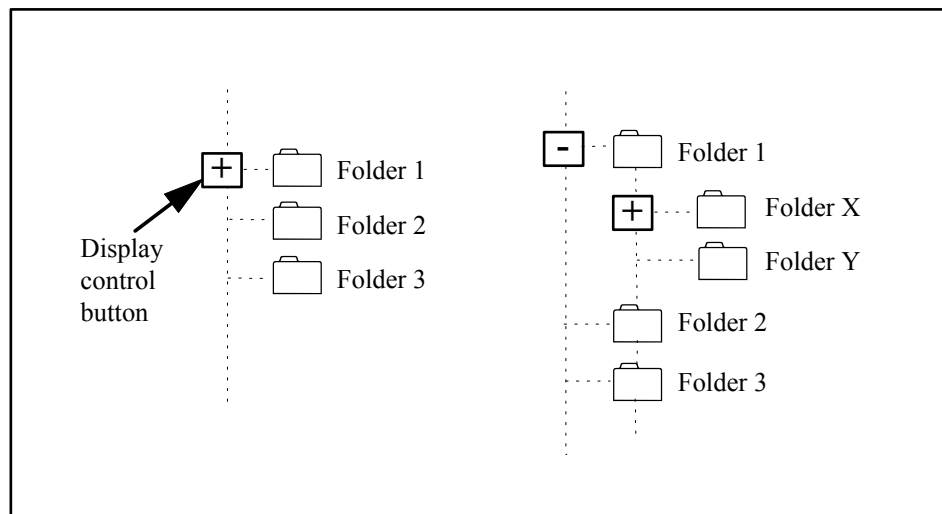 +
Folder 1
Folder 2
Folder 3
Display
control
button
-
Folder 1
+
Folder X
Folder Y
Folder 2
Folder 3